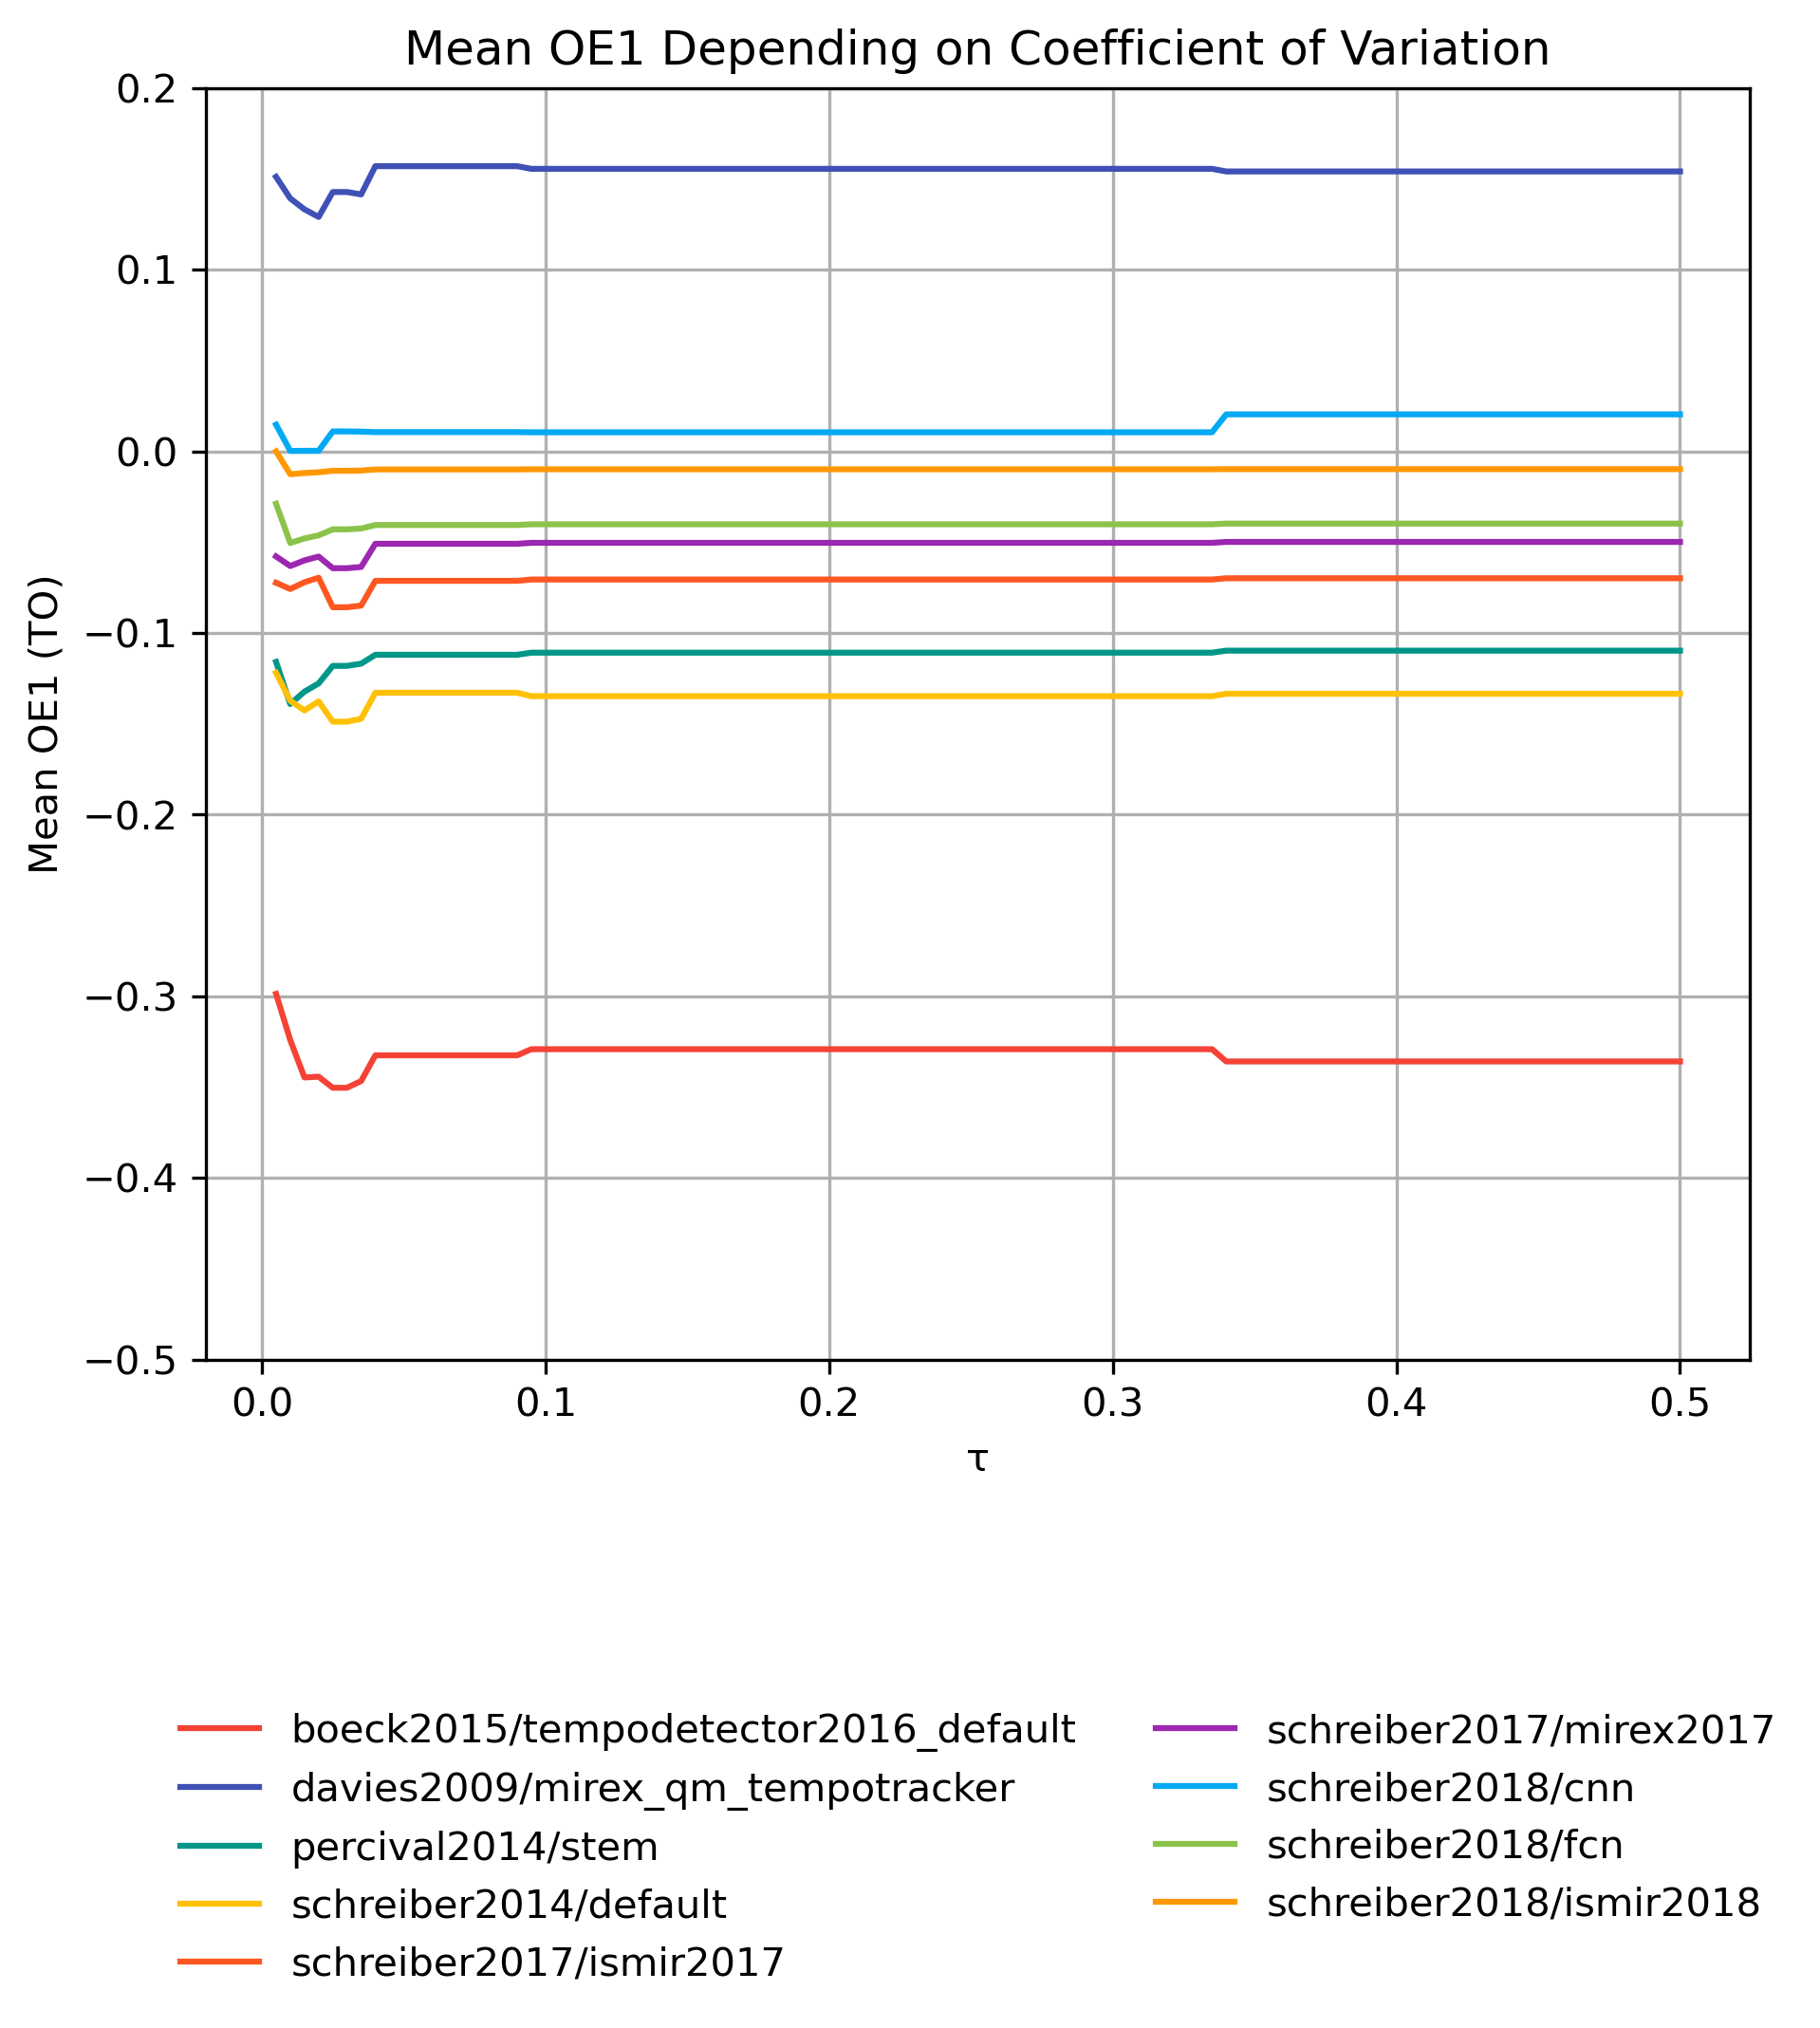 Mean OE1 Depending on Coefficient of Variation
0.2
0.1
0.0
−0.1
−0.2
−0.3
−0.4
−0.5
Mean OE1 (TO)
0.0 0.1 0.2 0.3 0.4 0.5
τ
boeck2015/tempodetector2016_default
davies2009/mirex_qm_tempotracker
percival2014/stem
schreiber2014/default
schreiber2017/ismir2017
schreiber2017/mirex2017
schreiber2018/cnn
schreiber2018/fcn
schreiber2018/ismir2018